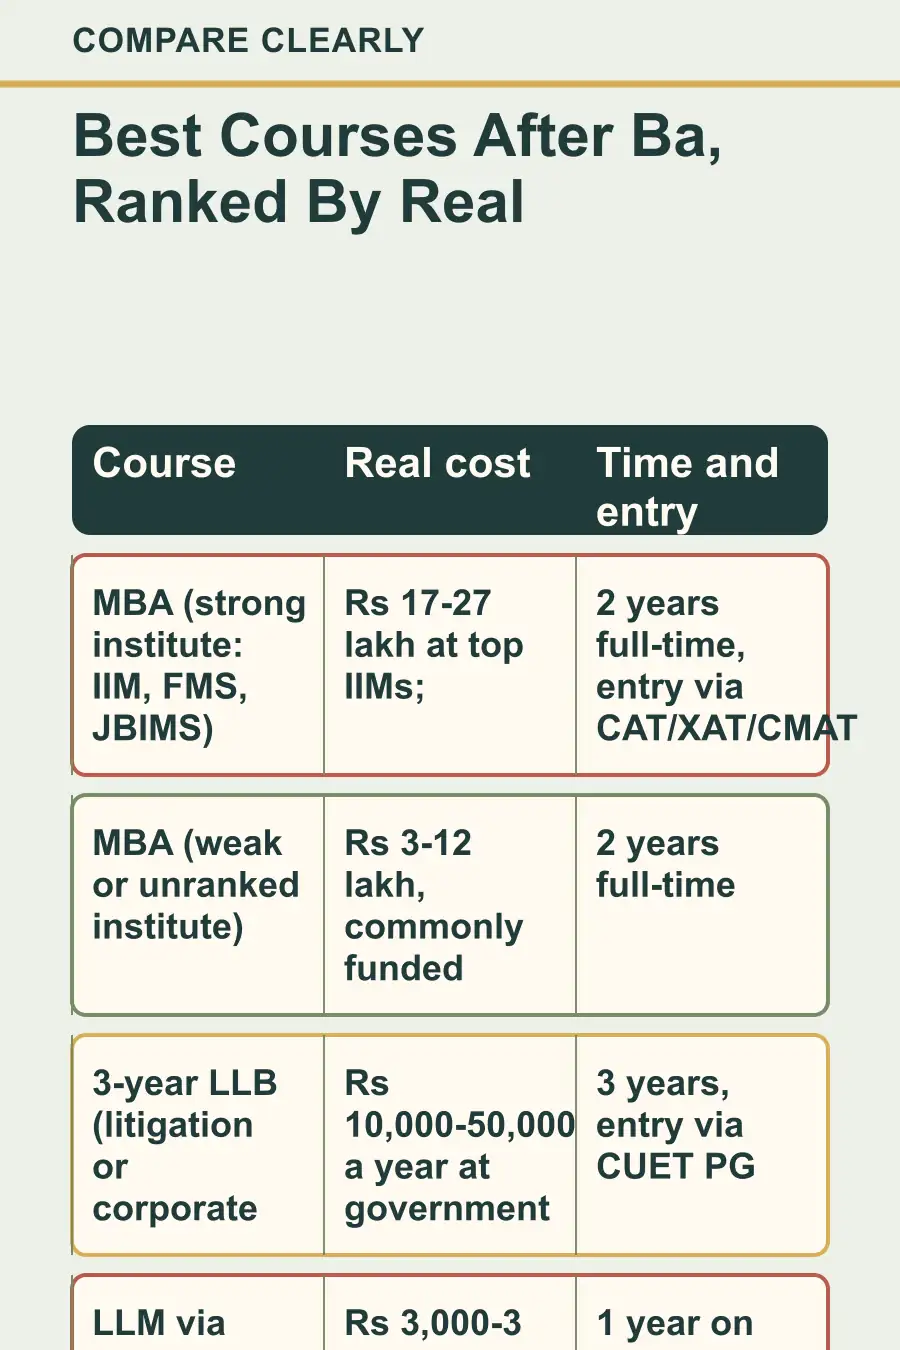 COMPARE CLEARLY
Best Courses After Ba,
Ranked By Real
Course
Real cost
Time and
entry
MBA (strong
institute:
IIM, FMS,
JBIMS)
Rs 17-27
lakh at top
IIMs;
2 years
full-time,
entry via
CAT/XAT/CMAT
MBA (weak
or unranked
institute)
Rs 3-12
lakh,
commonly
funded
2 years
full-time
3-year LLB
(litigation
or
corporate
Rs
10,000-50,000
a year at
government
3 years,
entry via
CUET PG
LLM via
Rs 3,000-3
1 year on